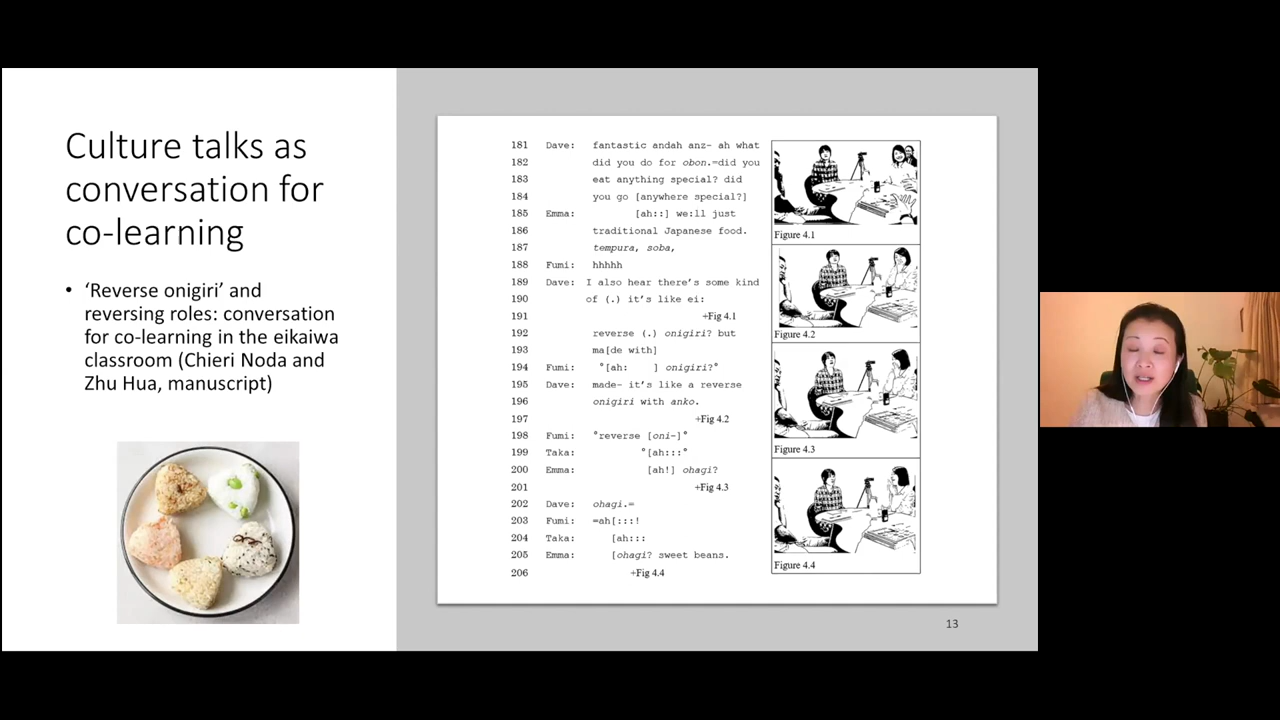 Culture talks as
conversation for
co-learning
• ‘Reverse onigiri’ and
reversing roles: conversation
for co-learning in the eikaiwa
classroom (Chieri Noda and
Zhu Hua, manuscript)
181 Dave: fantastic andah anz- ah what
182 did you do for obon.=did you
183 eat anything special? did
184 you go [anywhere special?]
185 Emma: [ah::] we:ll just
186 traditional Japanese food.
187 tempura, soba,
188 Fumi: hhhhh
189 Dave: I also hear there's some kind
190 of (.) it's like ei:
191 +Fig 4.1
192 reverse (.) onigiri? but
193 ma[de with]
194 Fumi: °[ah: ] onigiri?°
195 Dave: made- it's like a reverse
196 onigiri with anko.
197 +Fig 4.2
198 Fumi: °reverse [oni-]°
199 Taka: °[ah:::°
200 Emma: [ah!] ohagi?
201 +Fig 4.3
202 Dave: ohagi.=
203 Fumi: =ah[:::!
204 Taka: [ah:::
205 Emma: [ohagi? sweet beans.
206 +Fig 4.4
Figure 4.1
Figure 4.2
Figure 4.3
Figure 4.4
13